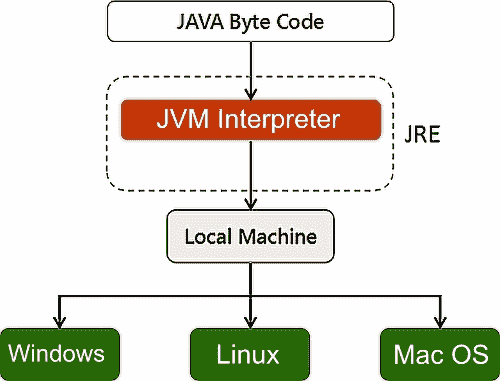 JAVA Byte Code
JVM Interpreter
JRE
Local Machine
Windows
Linux
Mac OS